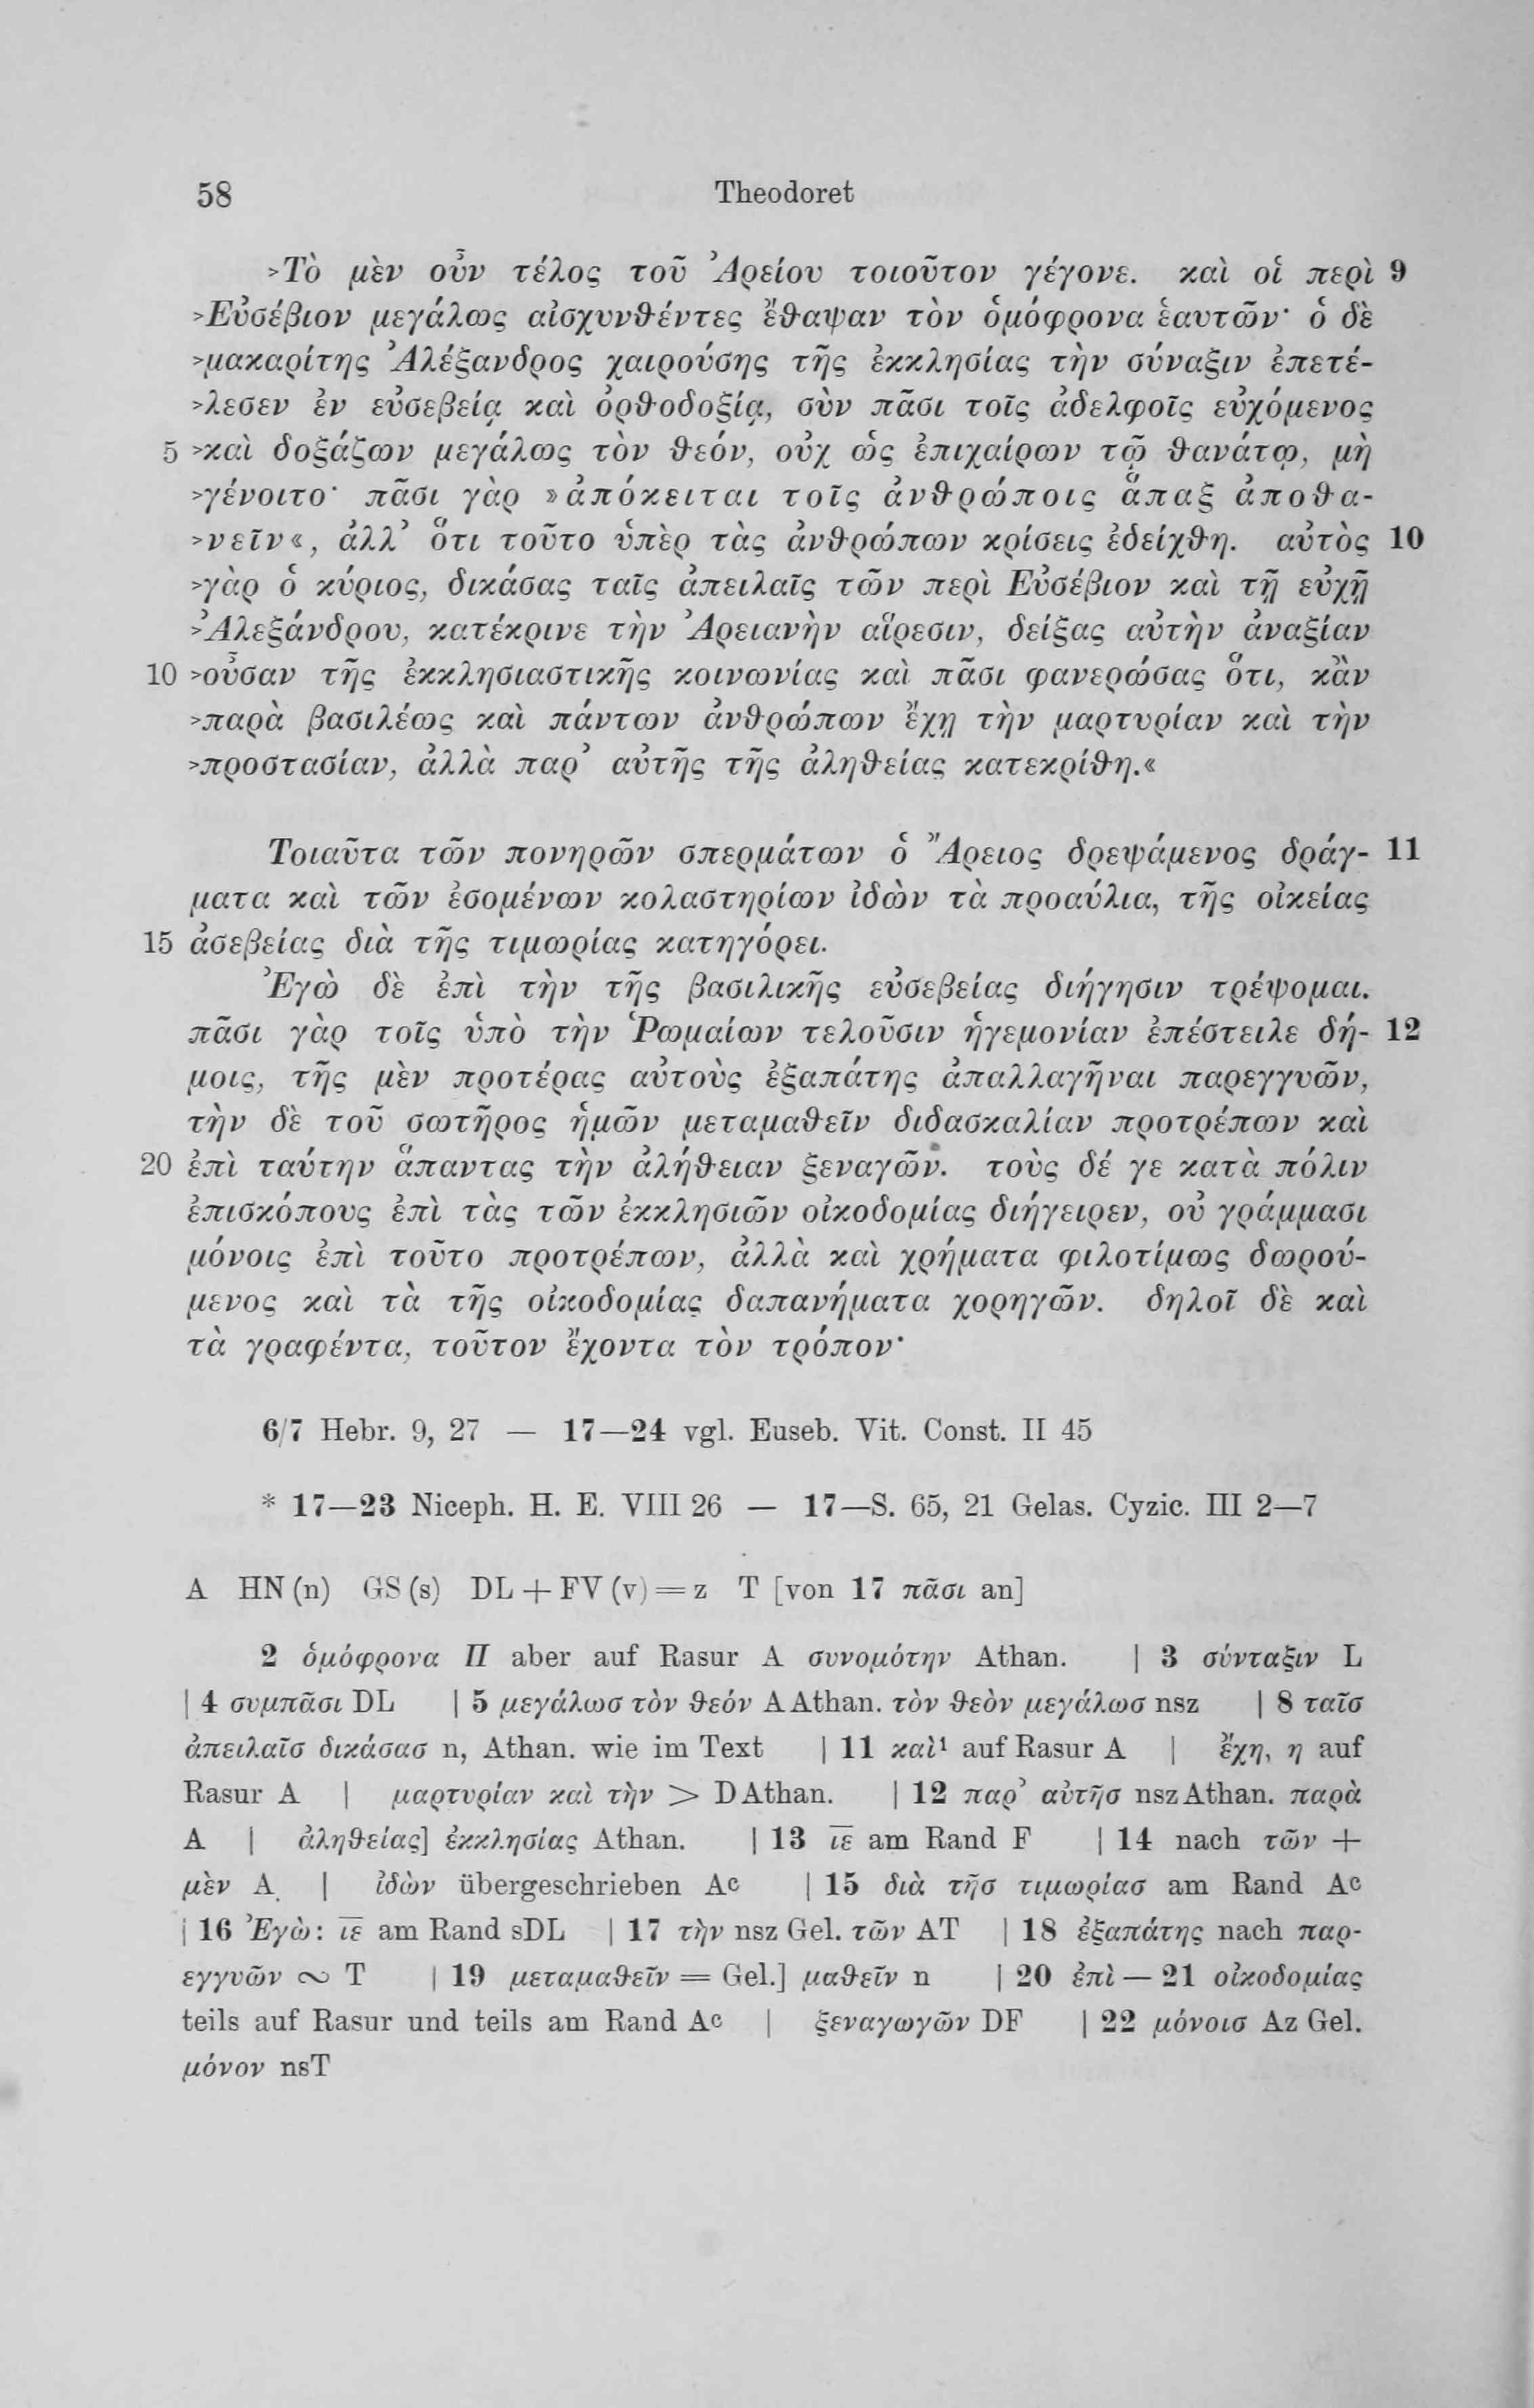 58 Theodoret
>Τὸ μὲν οὖν τέλος τοῦ Ἀρείου τοιοῦτον γέγονε. καὶ οἱ περὶ 9
>Εὐσέβιον μεγάλως αἰσχυνθέντες ἔθαψαν τὸν ὁμόφρονα ἑαυτῶν· ὁ δὲ
>μακαρίτης Ἀλέξανδρος χαιρούσης τῆς ἐκκλησίας τὴν σύναξιν ἐπετέ-
>λεσεν ἐν εὐσεβείᾳ καὶ ὀρθοδοξίᾳ, σὺν πᾶσι τοῖς ἀδελφοῖς εὐχόμενος
5 >καὶ δοξάζων μεγάλως τὸν θεόν, οὐχ ὡς ἐπιχαίρων τῷ θανάτῳ, μὴ
>γένοιτο· πᾶσι γὰρ »ἀπόκειται τοῖς ἀνθρώποις ἅπαξ ἀποθα-
>νεῖν«, ἀλλ’ ὅτι τοῦτο ὑπὲρ τὰς ἀνθρώπων κρίσεις ἐδείχθη. αὐτὸς 10
>γὰρ ὁ κύριος, δικάσας ταῖς ἀπειλαῖς τῶν περὶ Εὐσέβιον καὶ τῇ εὐχῇ
>Ἀλεξάνδρου, κατέκρινε τὴν Ἀρειανὴν αἵρεσιν, δείξας αὐτὴν ἀναξίαν
10 >οὖσαν τῆς ἐκκλησιαστικῆς κοινωνίας καὶ πᾶσι φανερώσας ὅτι, κἂν
>παρὰ βασιλέως καὶ πάντων ἀνθρώπων ἔχῃ τὴν μαρτυρίαν καὶ τὴν
>προστασίαν, ἀλλὰ παρ’ αὐτῆς τῆς ἀληθείας κατεκρίθη.«
Τοιαῦτα τῶν πονηρῶν σπερμάτων ὁ Ἄρειος δρεψάμενος δράγ- 11
ματα καὶ τῶν ἐσομένων κολαστηρίων ἰδὼν τὰ προαύλια, τῆς οἰκείας
15 ἀσεβείας διὰ τῆς τιμωρίας κατηγόρει.
Ἐγὼ δὲ ἐπὶ τὴν τῆς βασιλικῆς εὐσεβείας διήγησιν τρέψομαι.
πᾶσι γὰρ τοῖς ὑπὸ τὴν Ῥωμαίων τελοῦσιν ἡγεμονίαν ἐπέστειλε δή- 12
μοις, τῆς μὲν προτέρας αὐτοὺς ἐξαπάτης ἀπαλλαγῆναι παρεγγυῶν,
τὴν δὲ τοῦ σωτῆρος ἡμῶν μεταμαθεῖν διδασκαλίαν προτρέπων καὶ
20 ἐπὶ ταύτην ἅπαντας τὴν ἀλήθειαν ξεναγῶν. τοὺς δέ γε κατὰ πόλιν
ἐπισκόπους ἐπὶ τὰς τῶν ἐκκλησιῶν οἰκοδομίας διήγειρεν, οὐ γράμμασι
μόνοις ἐπὶ τοῦτο προτρέπων, ἀλλὰ καὶ χρήματα φιλοτίμως δωρού-
μενος καὶ τὰ τῆς οἰκοδομίας δαπανήματα χορηγῶν. δηλοῖ δὲ καὶ
τὰ γραφέντα, τοῦτον ἔχοντα τὸν τρόπον·
6/7 Hebr. 9, 27 — 17—24 vgl. Euseb. Vit. Const. II 45
* 17—23 Niceph. H. E. VIII 26 — 17—S. 65, 21 Gelas. Cyzic. III 2—7
A HN (n) GS (s) DL + FV (v) = z T [von 17 πᾶσι an]
2 ὁμόφρονα Π aber auf Rasur A συνομότην Athan. | 3 σύνταξιν L
| 4 συμπᾶσι DL | 5 μεγάλωσ τὸν θεόν A Athan. τὸν θεὸν μεγάλωσ nsz | 8 ταῖσ
ἀπειλαῖσ δικάσασ n, Athan. wie im Text | 11 καὶ¹ auf Rasur A | ἔχη, η auf
Rasur A | μαρτυρίαν καὶ τὴν > D Athan. | 12 παρ’ αὐτῆσ nsz Athan. παρὰ
A | ἀληθείας] ἐκκλησίας Athan. | 13 ι̅ε̅ am Rand F | 14 nach τῶν +
μὲν A | ἰδὼν übergeschrieben Aᶜ | 15 διὰ τῆσ τιμωρίασ am Rand Aᶜ
| 16 Ἐγὼ: ι̅ε̅ am Rand sDL | 17 τὴν nsz Gel. τῶν AT | 18 ἐξαπάτης nach παρ-
εγγυῶν ∾ T | 19 μεταμαθεῖν = Gel.] μαθεῖν n | 20 ἐπὶ — 21 οἰκοδομίας
teils auf Rasur und teils am Rand Aᶜ | ξεναγωγῶν DF | 22 μόνοισ Az Gel.
μόνον nsT